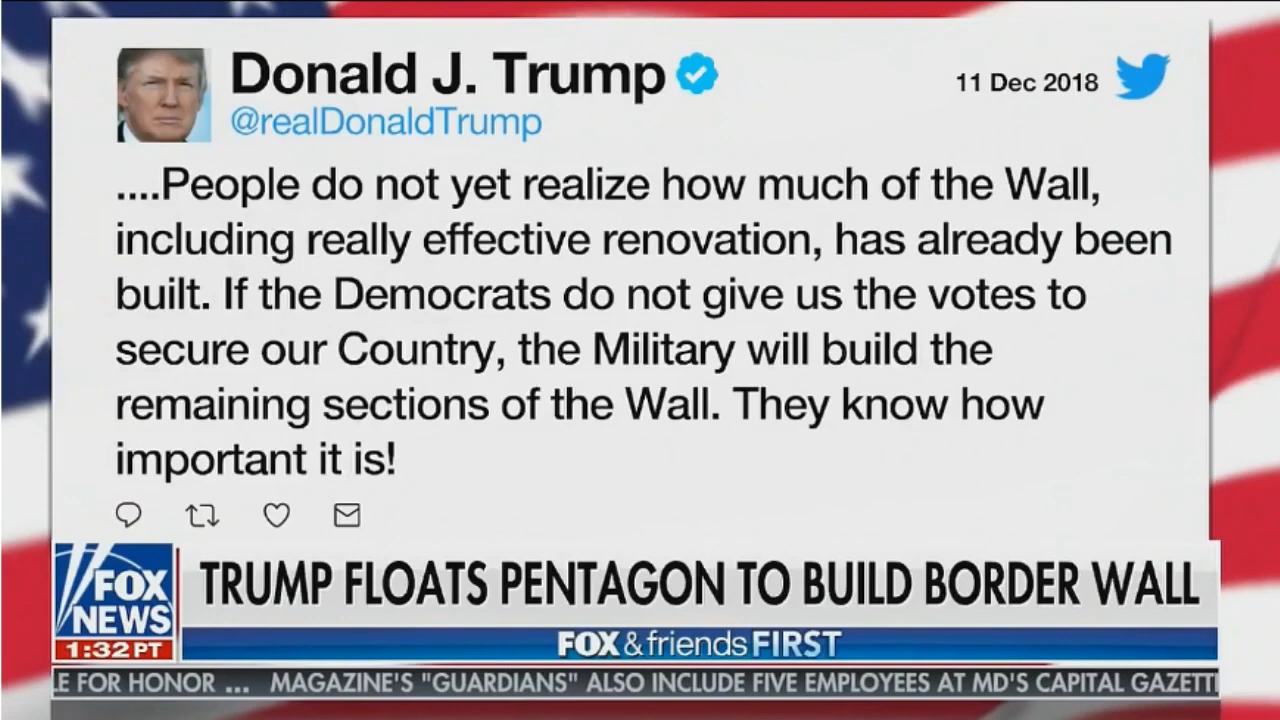 Donald J. Trump
11 Dec 2018
@realDonaldTrump
....People do not yet realize how much of the Wall,
including really effective renovation, has already been
built. If the Democrats do not give us the votes to
secure our Country, the Military will build the
remaining sections of the Wall. They know how
important it is!
FOX
NEWS
1:32PT
TRUMP FLOATS PENTAGON TO BUILD BORDER WALL
FOX & friends FIRST
LE FOR HONOR ... MAGAZINE'S "GUARDIANS" ALSO INCLUDE FIVE EMPLOYEES AT MD'S CAPITAL GAZETT